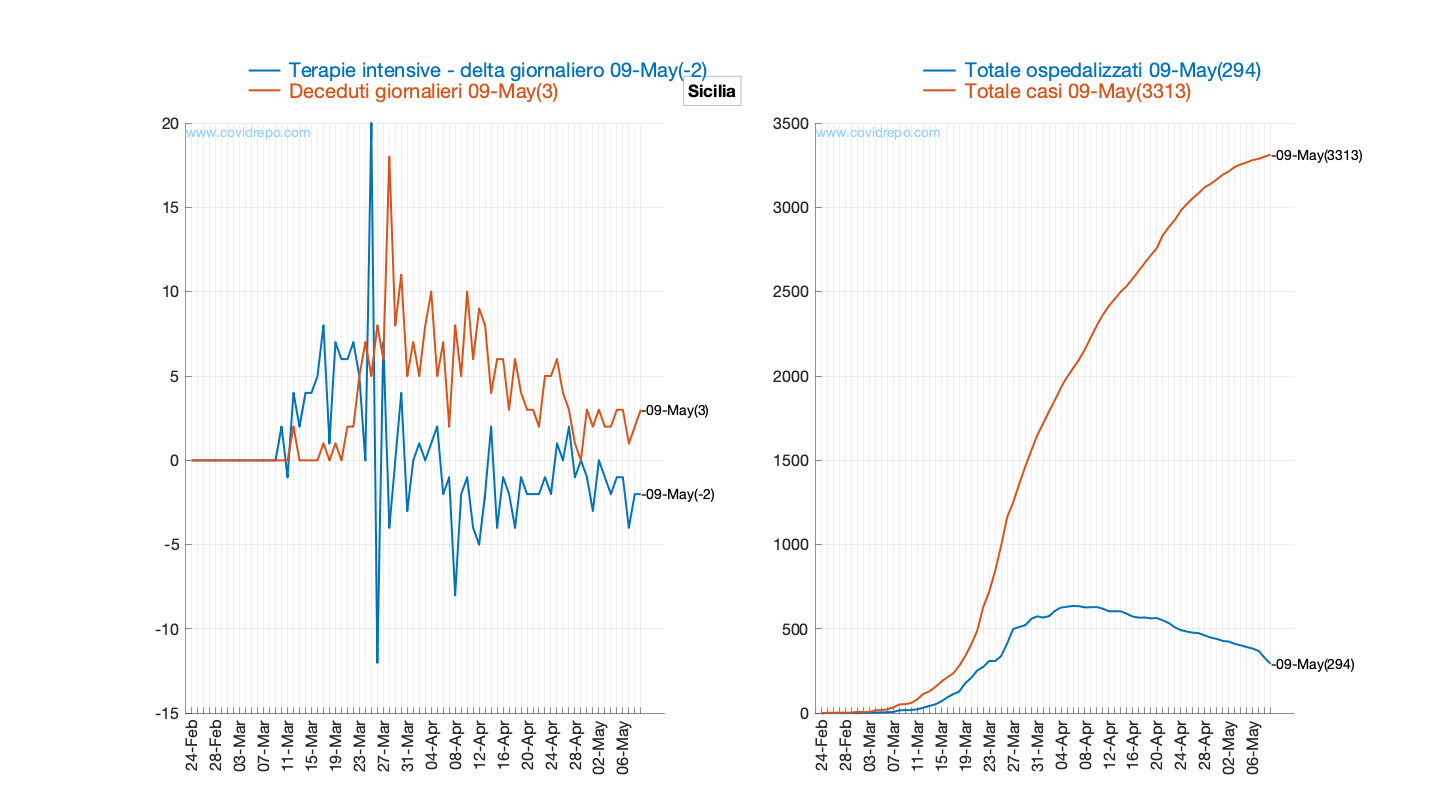 Terapie intensive - delta giornaliero 09-May(-2)
Deceduti giornalieri 09-May(3)
Sicilia
www.covidrepo.com
20
15
10
5
0
-5
-10
-15
-09-May(3)
-09-May(-2)
24-Feb
28-Feb
03-Mar
07-Mar
11-Mar
15-Mar
19-Mar
23-Mar
27-Mar
31-Mar
04-Apr
08-Apr
12-Apr
16-Apr
20-Apr
24-Apr
28-Apr
02-May
06-May
Totale ospedalizzati 09-May(294)
Totale casi 09-May(3313)
www.covidrepo.com
3500
3000
2500
2000
1500
1000
500
0
-09-May(3313)
-09-May(294)
24-Feb
28-Feb
03-Mar
07-Mar
11-Mar
15-Mar
19-Mar
23-Mar
27-Mar
31-Mar
04-Apr
08-Apr
12-Apr
16-Apr
20-Apr
24-Apr
28-Apr
02-May
06-May